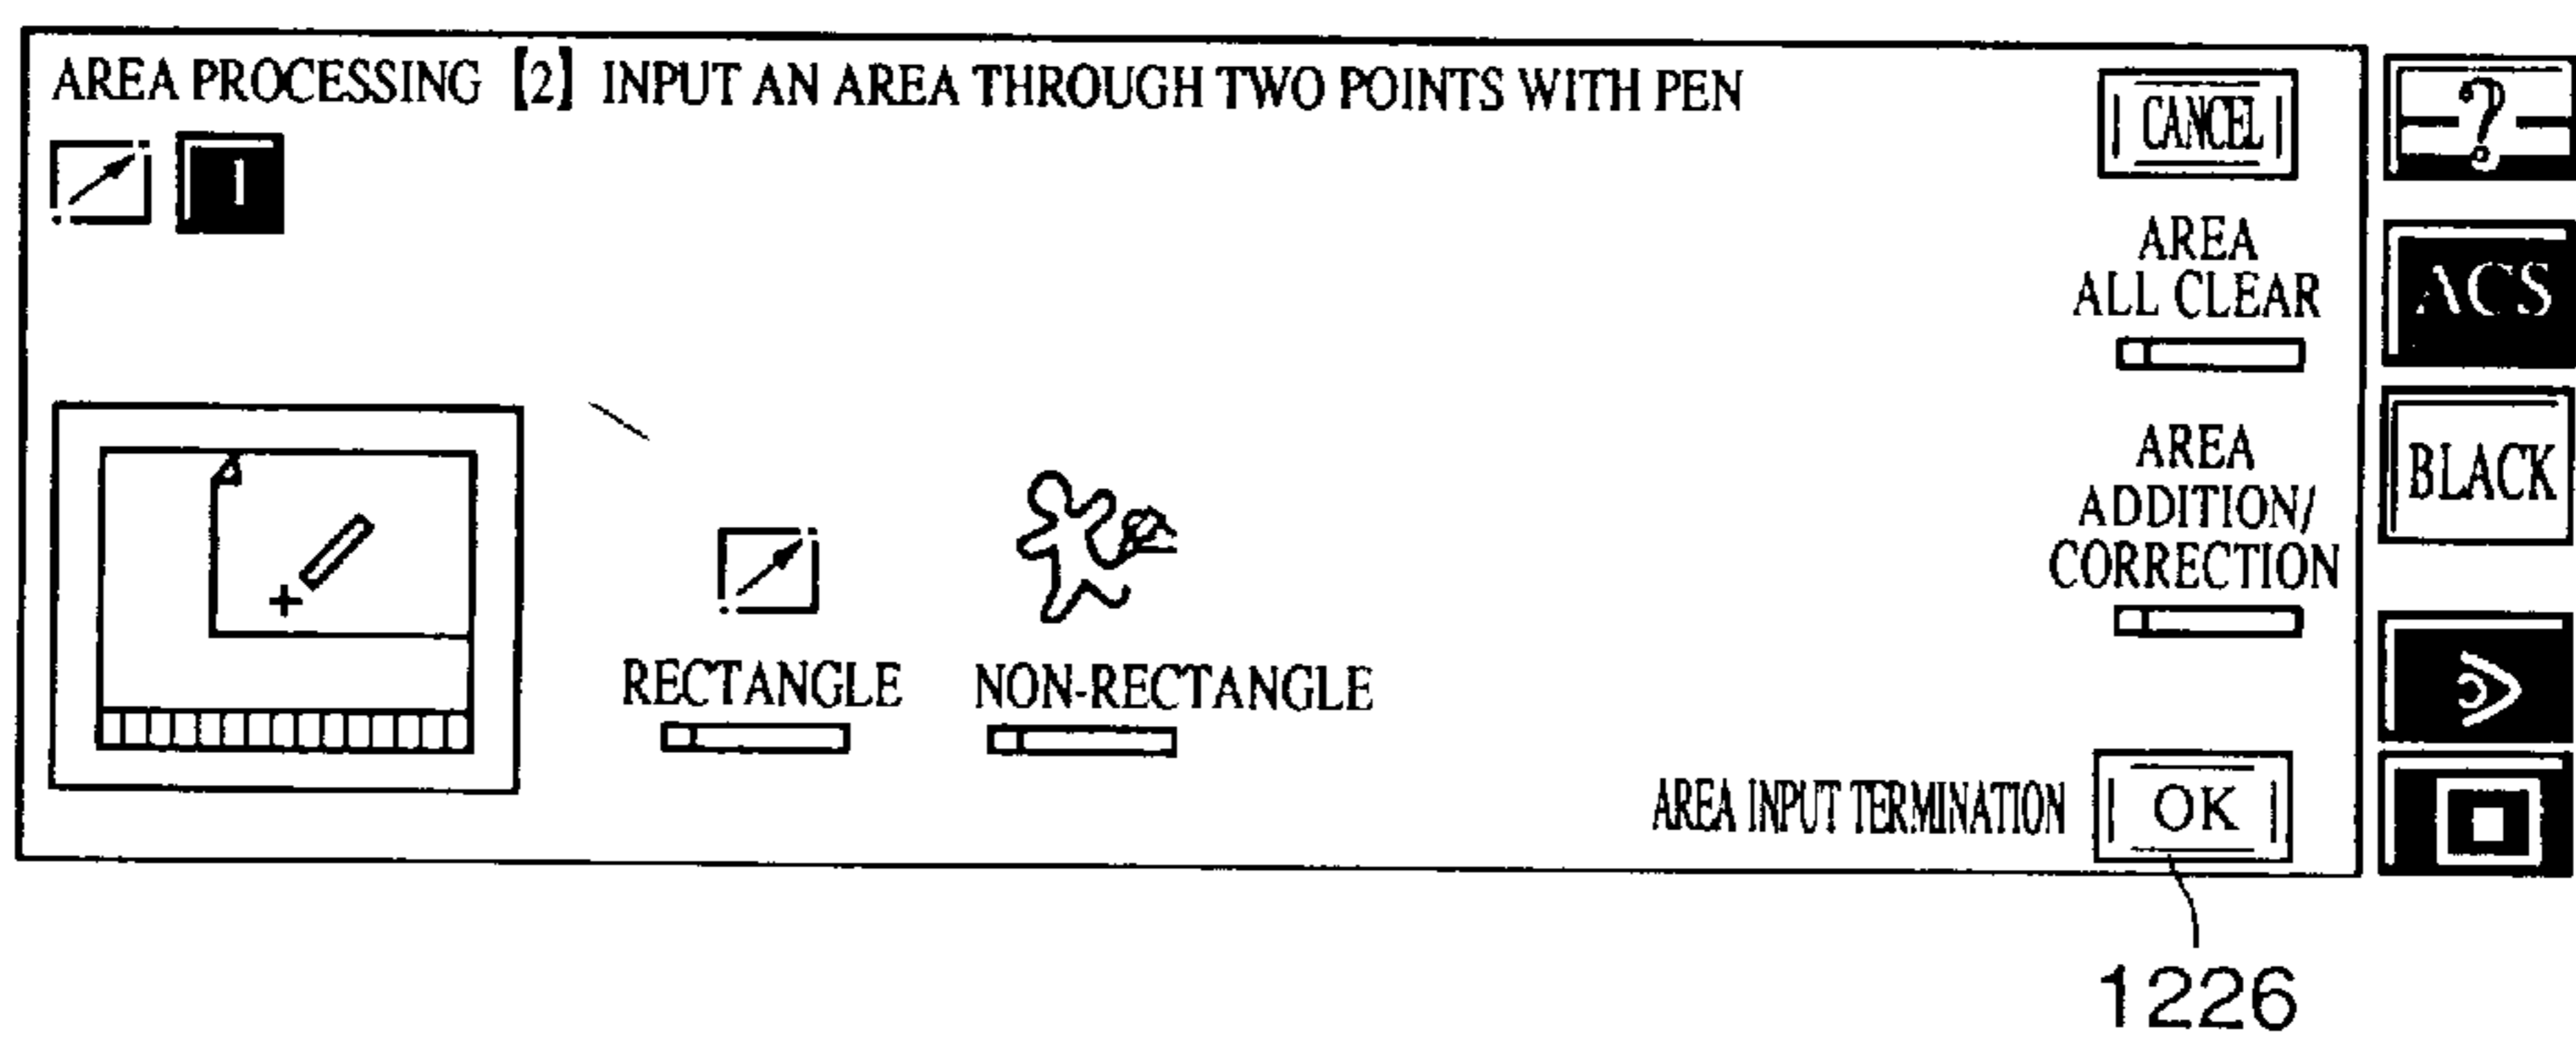 AREA PROCESSING【2】INPUT AN AREA THROUGH TWO POINTS WITH PEN
CANCEL
?
1
AREA
ALL CLEAR
ACS
AREA
ADDITION/
CORRECTION
BLACK
RECTANGLE
NON-RECTANGLE
AREA INPUT TERMINATION
OK
1226